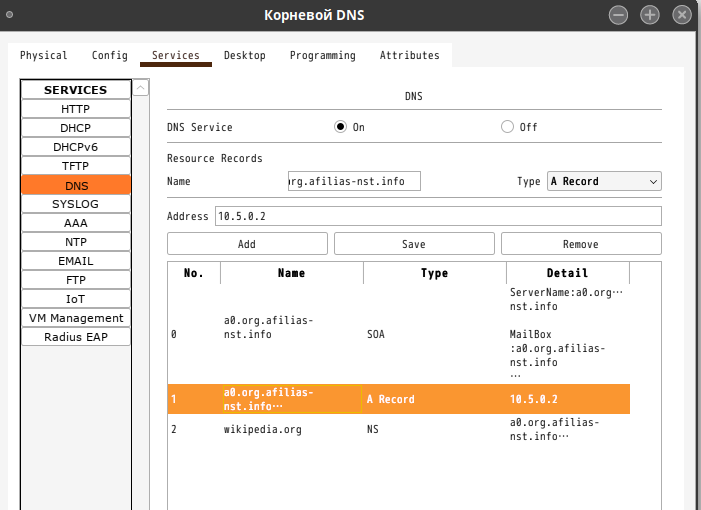 Корневой DNS
Physical Config Services Desktop Programming Attributes
SERVICES
HTTP
DHCP
DHCPv6
TFTP
DNS
SYSLOG
AAA
NTP
EMAIL
FTP
IoT
VM Management
Radius EAP
DNS
DNS Service On Off
Resource Records
Name rg.afilias-nst.info Type A Record
Address 10.5.0.2
Add Save Remove
No. Name Type Detail
0 a0.org.afilias-
nst.info SOA ServerName:a0.org…
nst.info
MailBox
:a0.org.afilias-
nst.info
…
1 a0.org.afilias-
nst.info… A Record 10.5.0.2
2 wikipedia.org NS a0.org.afilias-
nst.info…